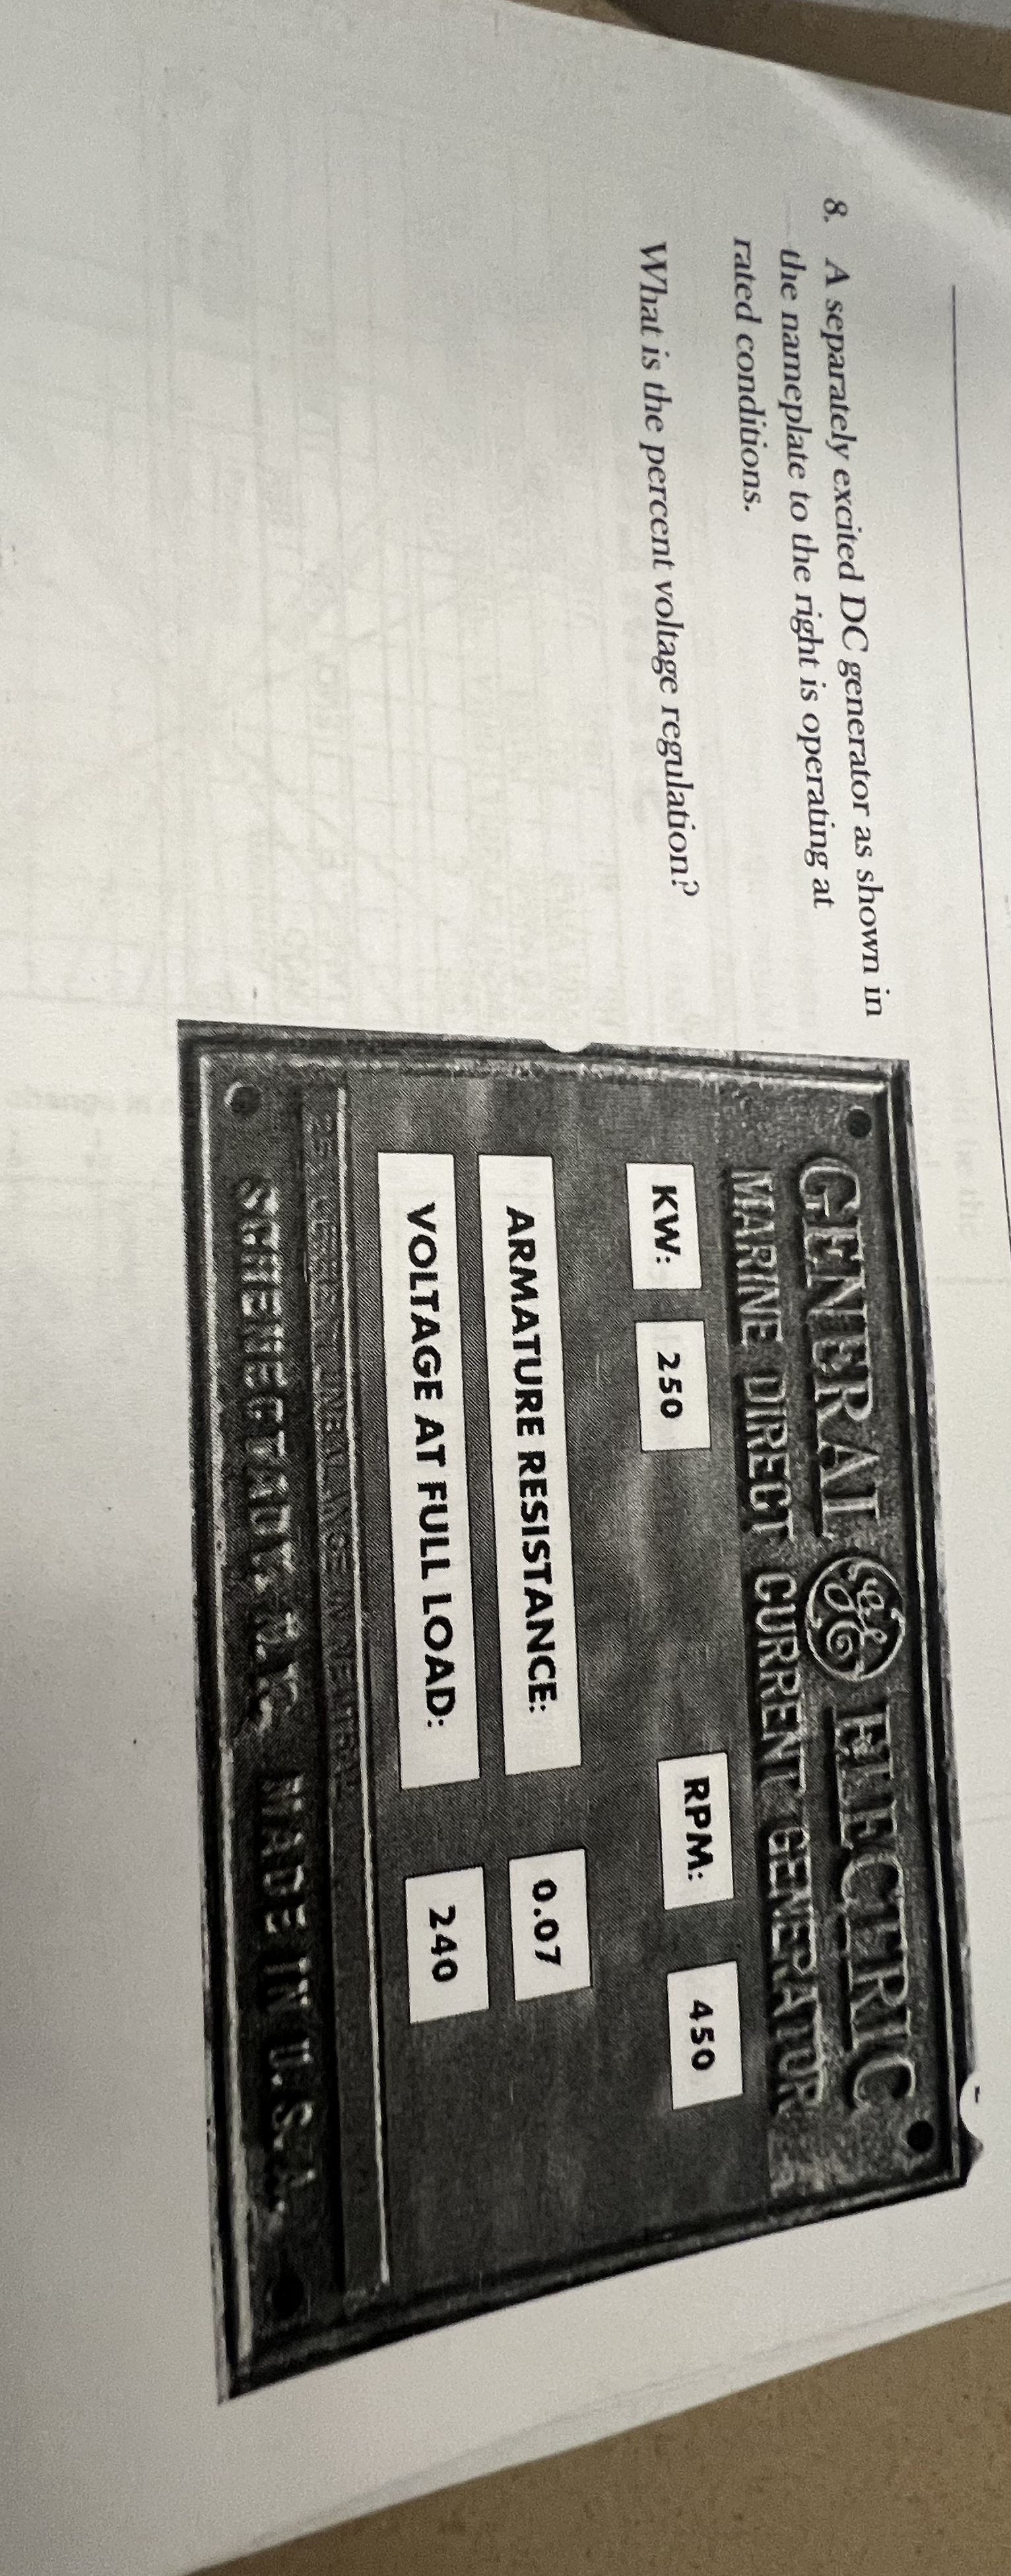 8. A separately excited DC generator as shown in
the nameplate to the right is operating at
rated conditions.
What is the percent voltage regulation?
GENERAL GE ELECTRIC
MARINE DIRECT CURRENT GENERATOR
KW: 250 RPM: 450
ARMATURE RESISTANCE: 0.07
VOLTAGE AT FULL LOAD: 240
SCHENECTADY, N.Y. MADE IN U.S.A.